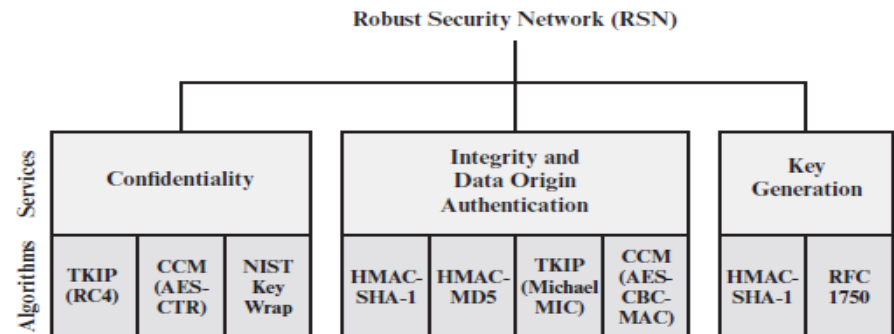 Robust Security Network (RSN)
Services
Confidentiality
Integrity and
Data Origin
Authentication
Key
Generation
Algorithms
TKIP
(RC4)
CCM
(AES-
CTR)
NIST
Key
Wrap
HMAC-
SHA-1
HMAC-
MD5
TKIP
(Michael
MIC)
CCM
(AES-
CBC-
MAC)
HMAC-
SHA-1
RFC
1750